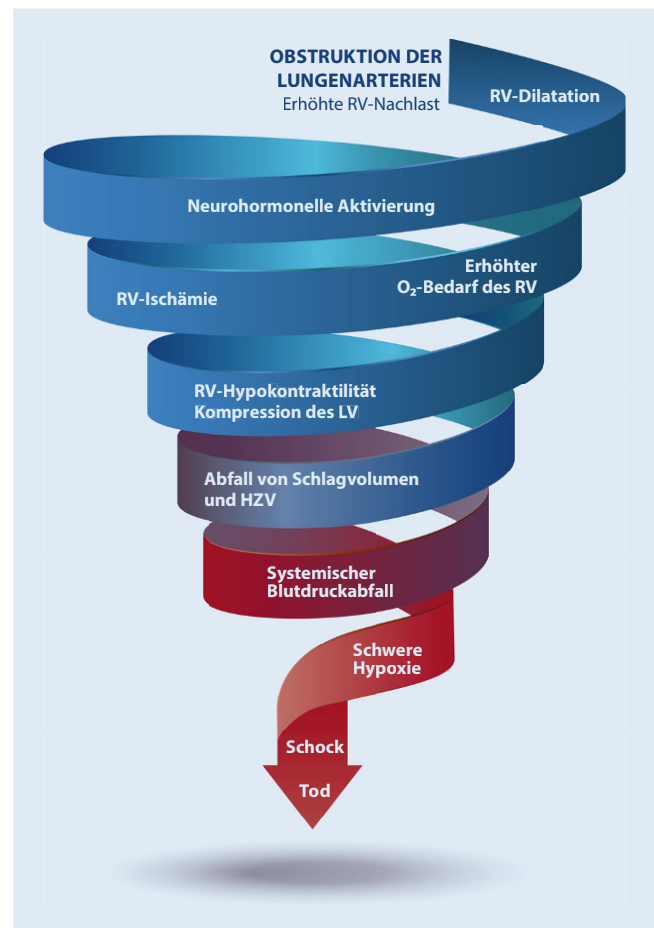 OBSTRUKTION DER
LUNGENARTERIEN
Erhöhte RV-Nachlast
RV-Dilatation
Neurohormonelle Aktivierung
Erhöhter
O₂-Bedarf des RV
RV-Ischämie
RV-Hypokontraktilität
Kompression des LV
Abfall von Schlagvolumen
und HZV
Systemischer
Blutdruckabfall
Schwere
Hypoxie
Schock
Tod